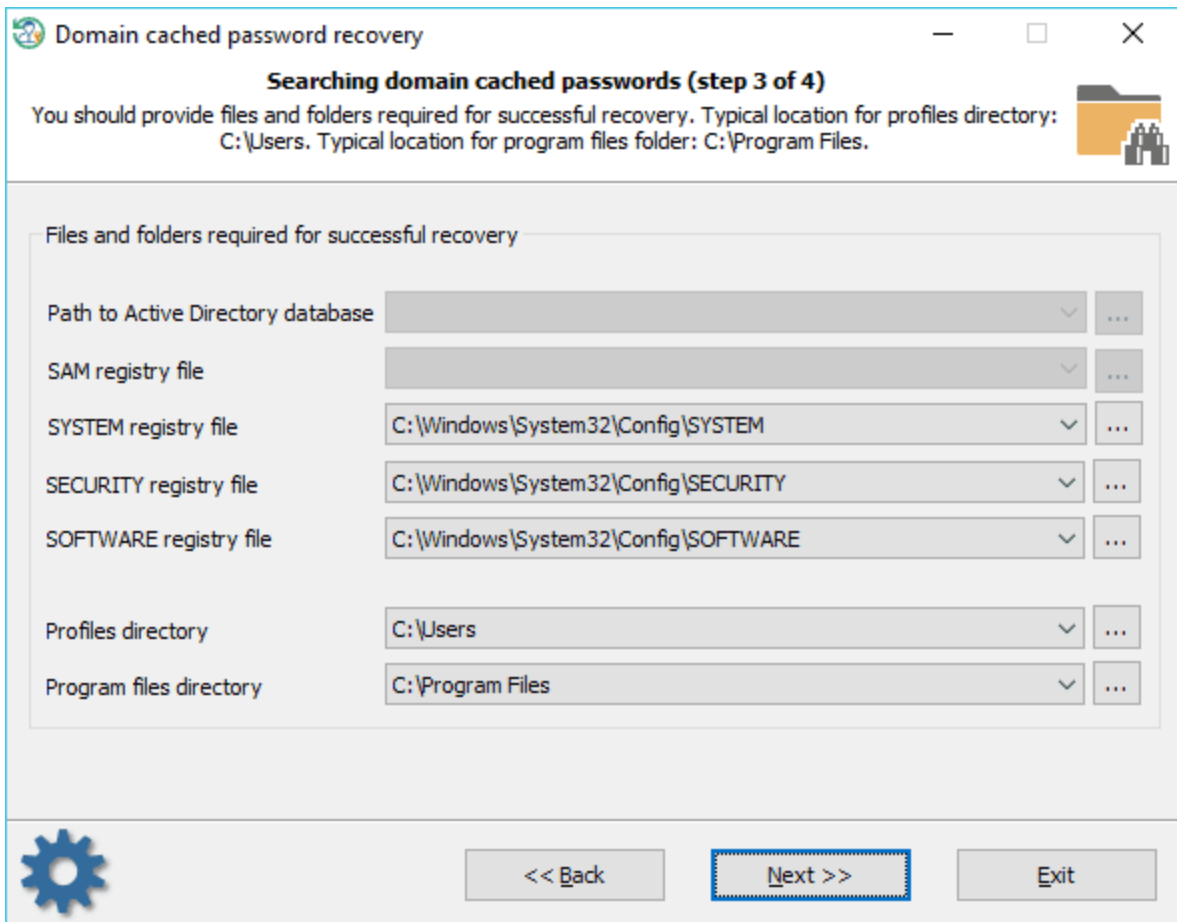 Domain cached password recovery
Searching domain cached passwords (step 3 of 4)
You should provide files and folders required for successful recovery. Typical location for profiles directory:
C:\Users. Typical location for program files folder: C:\Program Files.
Files and folders required for successful recovery
Path to Active Directory database ...
SAM registry file ...
SYSTEM registry file C:\Windows\System32\Config\SYSTEM ...
SECURITY registry file C:\Windows\System32\Config\SECURITY ...
SOFTWARE registry file C:\Windows\System32\Config\SOFTWARE ...
Profiles directory C:\Users ...
Program files directory C:\Program Files ...
<< Back Next >> Exit